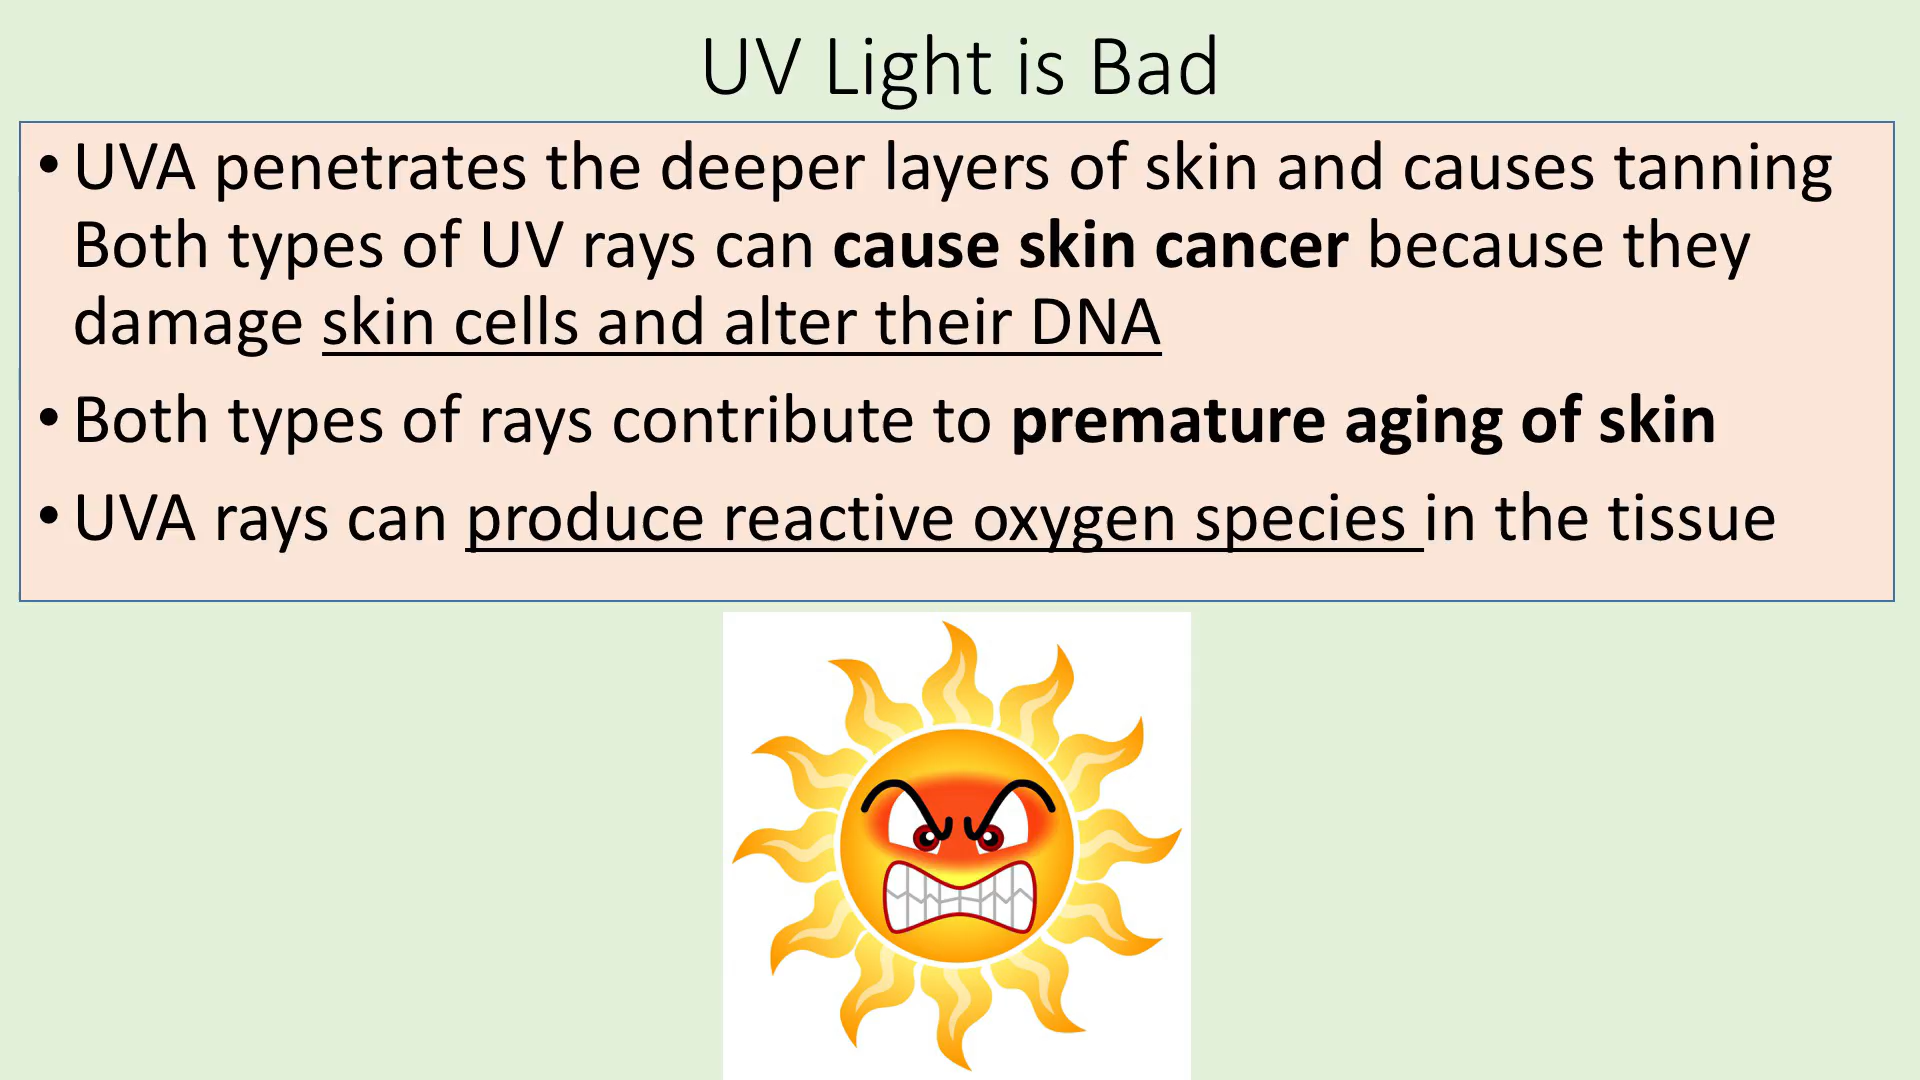 UV Light is Bad
• UVA penetrates the deeper layers of skin and causes tanning
Both types of UV rays can cause skin cancer because they
damage skin cells and alter their DNA
• Both types of rays contribute to premature aging of skin
• UVA rays can produce reactive oxygen species in the tissue